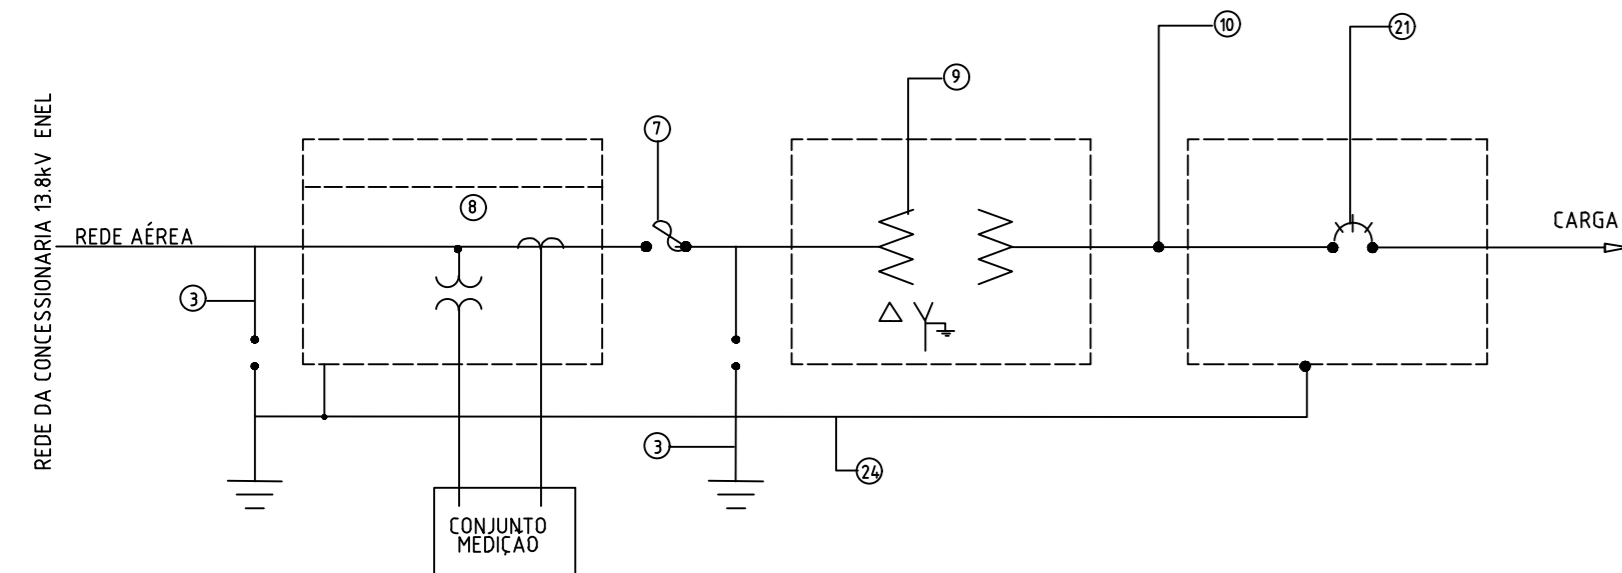 REDE DA CONCESSIONARIA 13.8kV ENEL
REDE AÉREA
3
8
7
9
10
21
CARGA
3
24
CONJUNTO
MEDIÇÃO